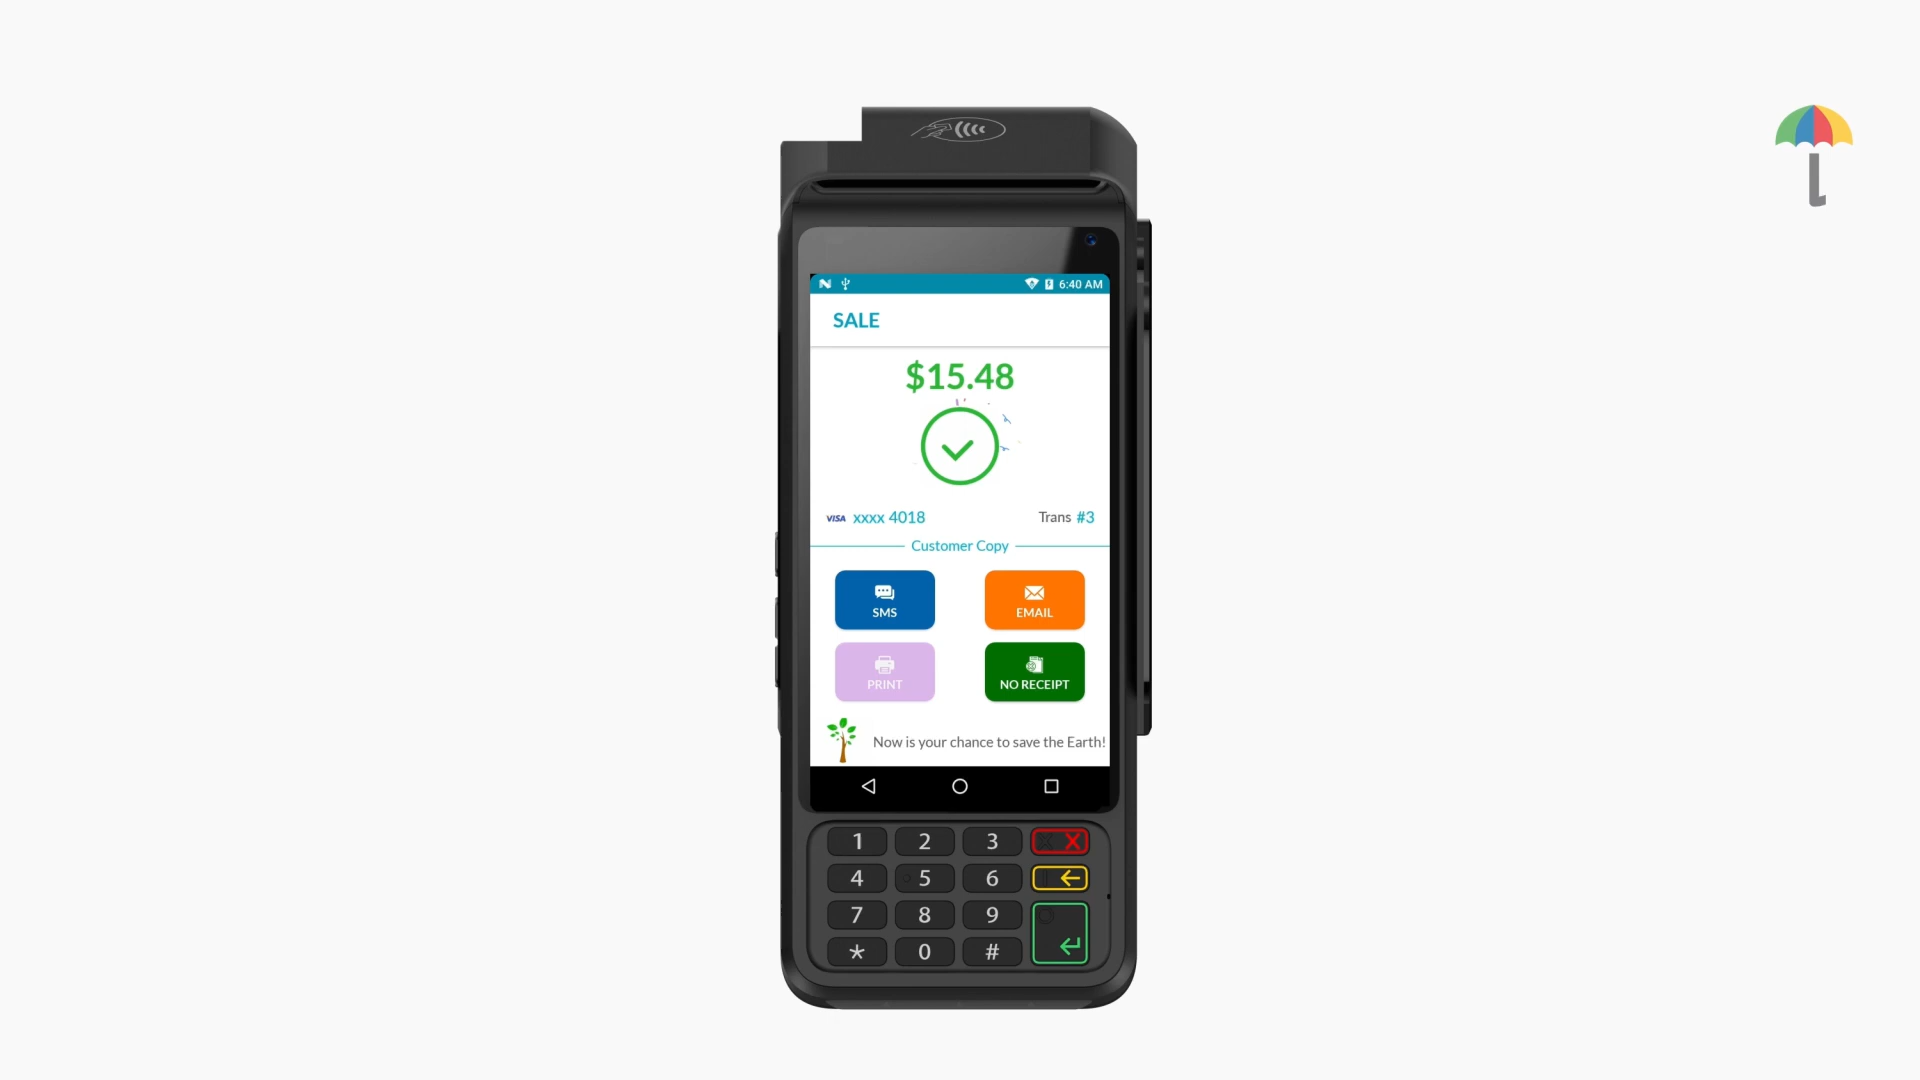 6:40 AM
SALE
$15.48
VISA xxxx 4018 Trans #3
Customer Copy
SMS EMAIL
PRINT NO RECEIPT
Now is your chance to save the Earth!
1 2 3 X
4 5 6
7 8 9
* 0 #